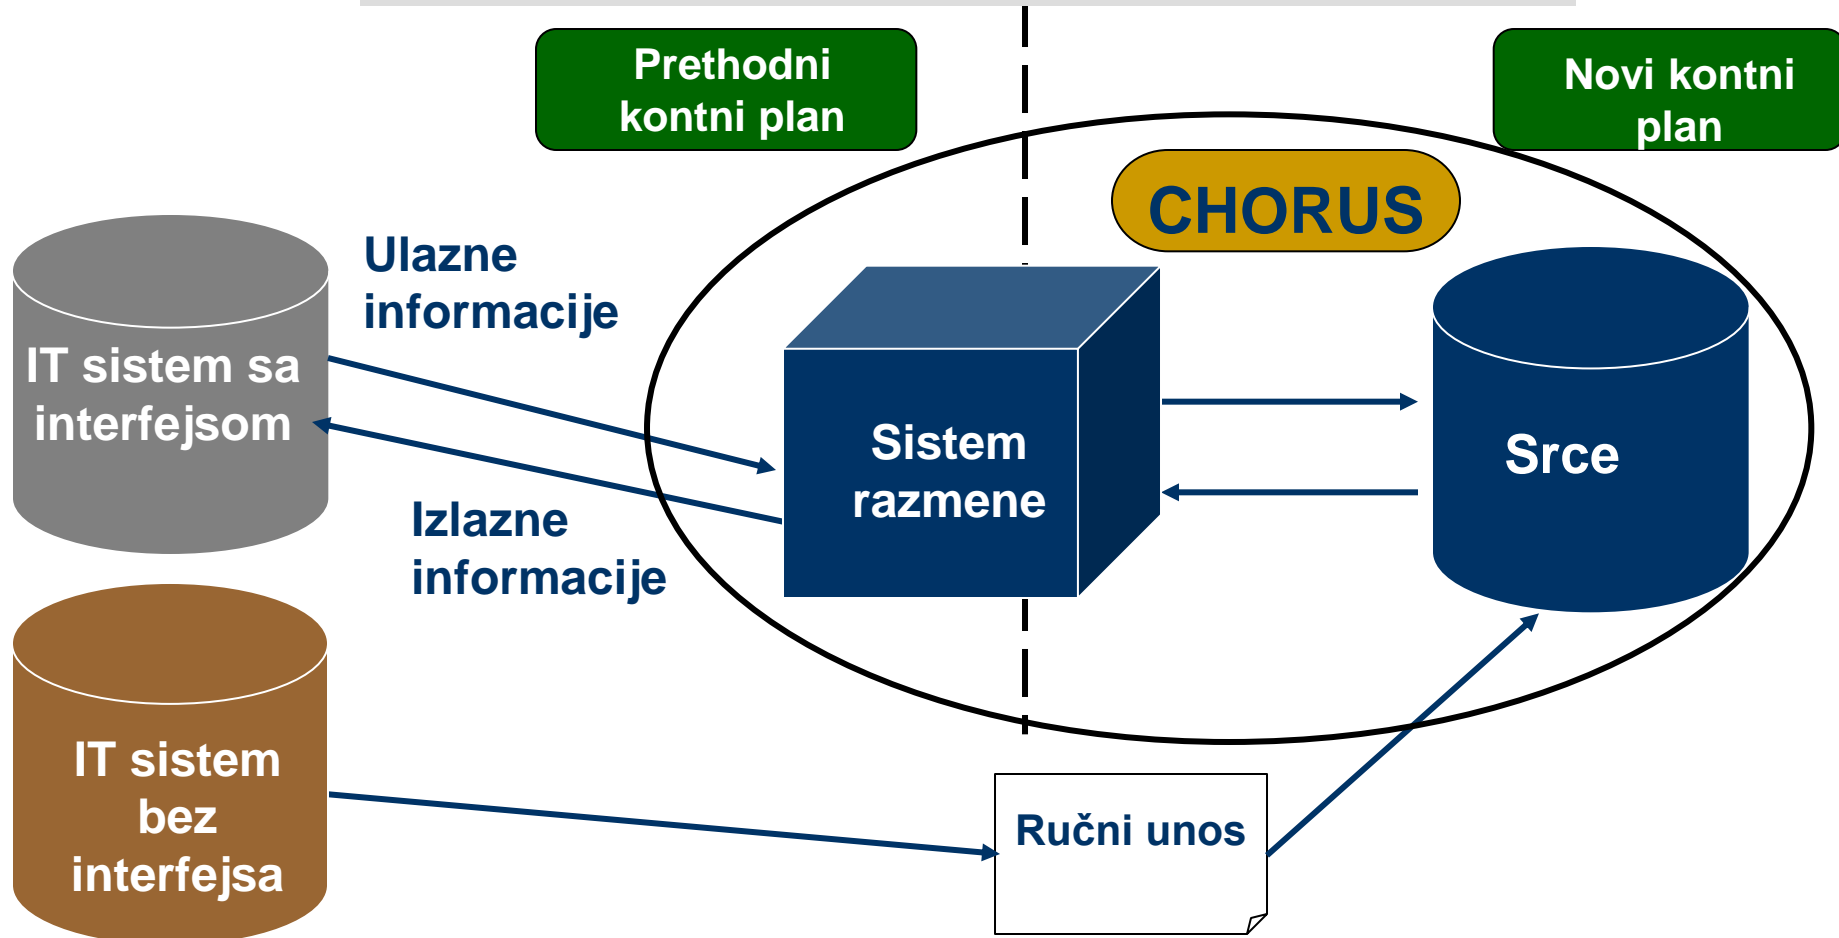 Prethodni
kontni plan
Novi kontni
plan
CHORUS
Ulazne
informacije
IT sistem sa
interfejsom
Sistem
razmene
Srce
Izlazne
informacije
IT sistem
bez
interfejsa
Ručni unos